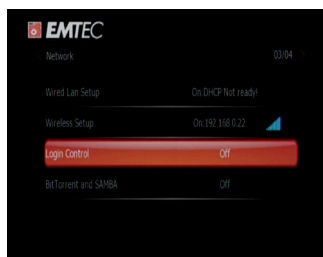 EMTEC
Network 03/04
Wired Lan Setup On:DHCP Not ready!
Wireless Setup On:192.168.0.22
Login Control Off
BitTorrent and SAMBA Off